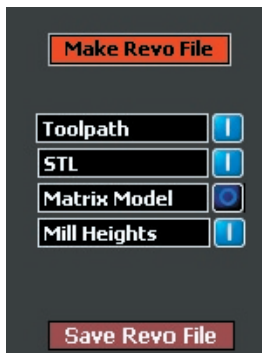 Make Revo File
Toolpath
STL
Matrix Model
Mill Heights
Save Revo File